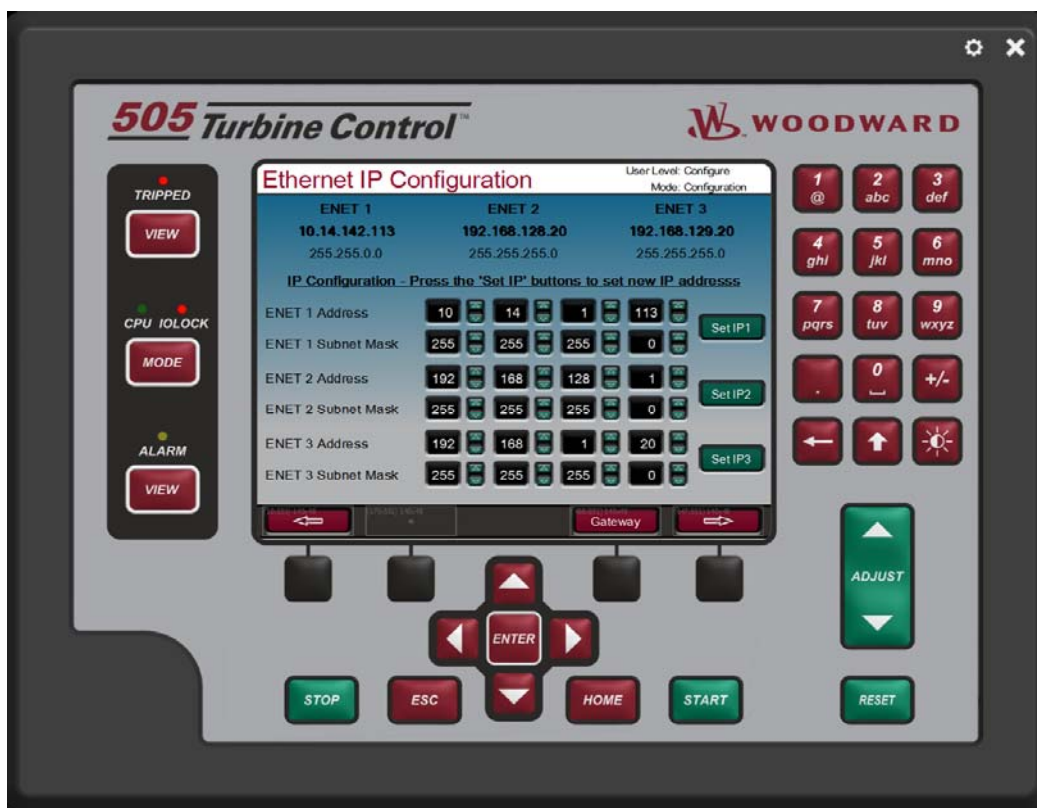 505 Turbine Control™
WOODWARD
TRIPPED
VIEW
CPU IOLOCK
MODE
ALARM
VIEW
Ethernet IP Configuration
User Level: Configure
Mode: Configuration
ENET 1 ENET 2 ENET 3
10.14.142.113 192.168.128.20 192.168.129.20
255.255.0.0 255.255.255.0 255.255.255.0
IP Configuration - Press the 'Set IP' buttons to set new IP addresss
ENET 1 Address 10 14 1 113
Set IP1
ENET 1 Subnet Mask 255 255 255 0
ENET 2 Address 192 168 128 1
Set IP2
ENET 2 Subnet Mask 255 255 255 0
ENET 3 Address 192 168 1 20
Set IP3
ENET 3 Subnet Mask 255 255 255 0
Gateway
1 2 3
@ abc def
4 5 6
ghi jkl mno
7 8 9
pqrs tuv wxyz
. 0 +/-
ADJUST
ENTER
STOP ESC HOME START RESET